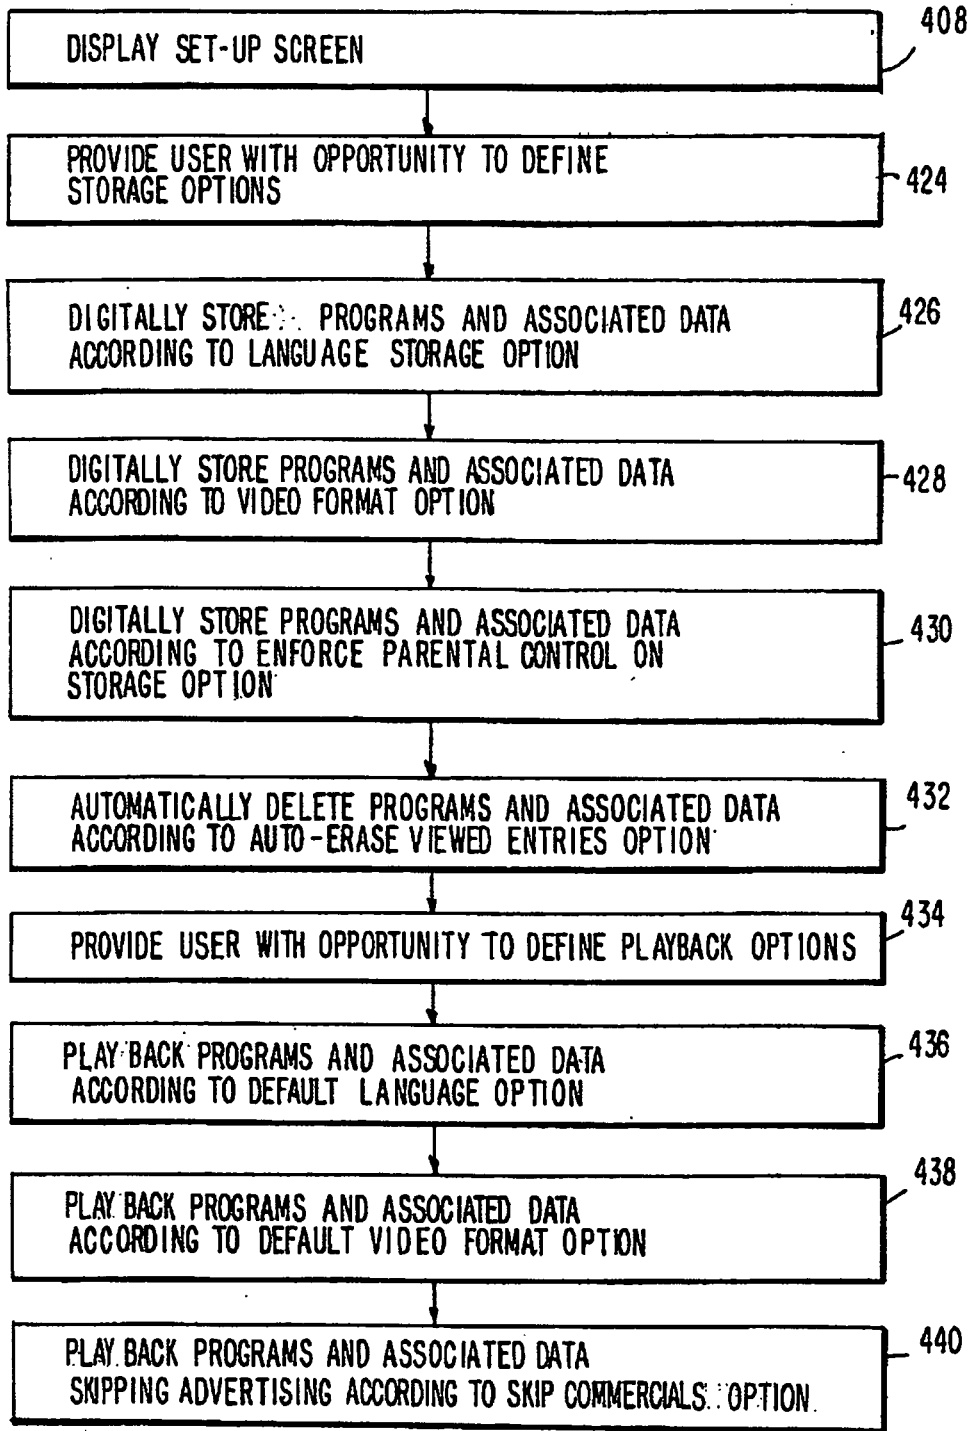 DISPLAY SET-UP SCREEN
408
PROVIDE USER WITH OPPORTUNITY TO DEFINE
STORAGE OPTIONS
424
DIGITALLY STORE PROGRAMS AND ASSOCIATED DATA
ACCORDING TO LANGUAGE STORAGE OPTION
426
DIGITALLY STORE PROGRAMS AND ASSOCIATED DATA
ACCORDING TO VIDEO FORMAT OPTION
428
DIGITALLY STORE PROGRAMS AND ASSOCIATED DATA
ACCORDING TO ENFORCE PARENTAL CONTROL ON
STORAGE OPTION
430
AUTOMATICALLY DELETE PROGRAMS AND ASSOCIATED DATA
ACCORDING TO AUTO-ERASE VIEWED ENTRIES OPTION
432
PROVIDE USER WITH OPPORTUNITY TO DEFINE PLAYBACK OPTIONS
434
PLAY BACK PROGRAMS AND ASSOCIATED DATA
ACCORDING TO DEFAULT LANGUAGE OPTION
436
PLAY BACK PROGRAMS AND ASSOCIATED DATA
ACCORDING TO DEFAULT VIDEO FORMAT OPTION
438
PLAY BACK PROGRAMS AND ASSOCIATED DATA
SKIPPING ADVERTISING ACCORDING TO SKIP COMMERCIALS OPTION
440